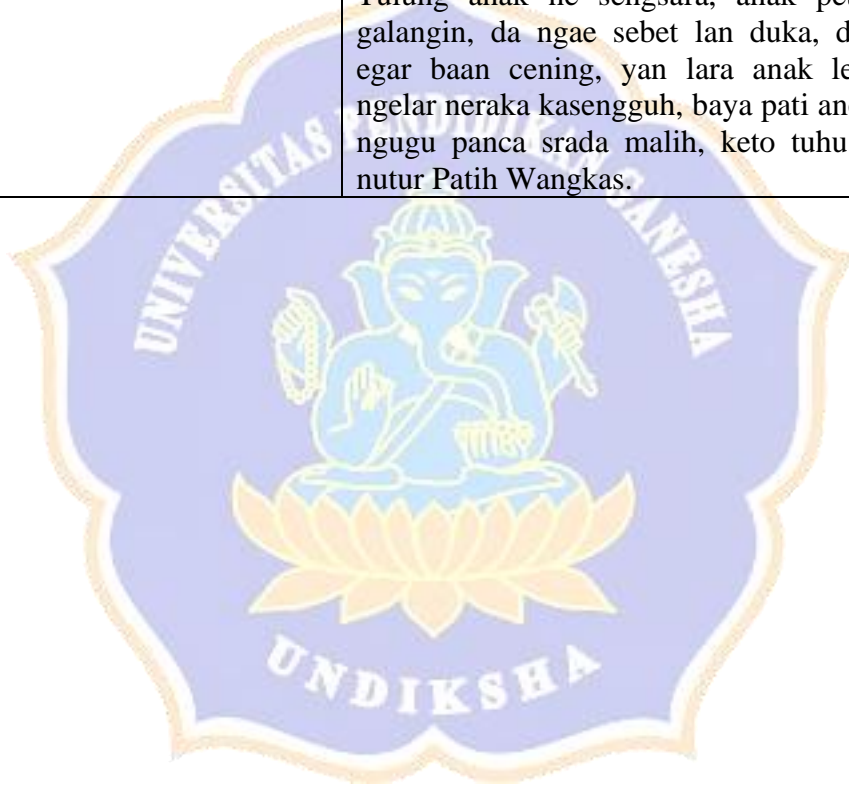 anak ne sengsara, anak
galangin, da ngae sebet lan duka,
egar baan cening, yan lara anak
ngelar neraka kasengguh, baya pati
ngugu panca srada malih, keto tuhu
nutur Patih Wangkas.
UNIVERSITAS PENDIDIKAN GANESHA
UNDIKSHA